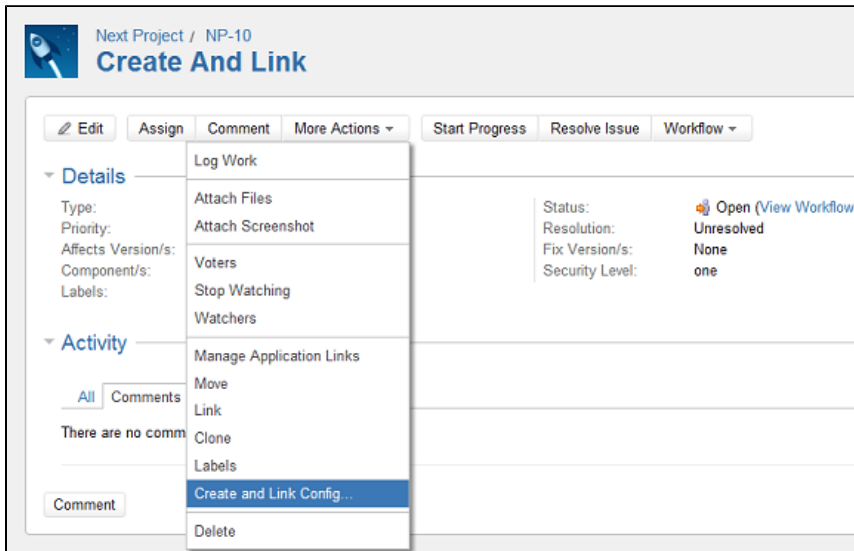 Next Project / NP-10
Create And Link
Edit Assign Comment More Actions Start Progress Resolve Issue Workflow
Log Work
Attach Files
Attach Screenshot
Voters
Stop Watching
Watchers
Manage Application Links
Move
Link
Clone
Labels
Create and Link Config...
Delete
Details
Type:
Priority:
Affects Version/s:
Component/s:
Labels:
Status: Open (View Workflow
Resolution: Unresolved
Fix Version/s: None
Security Level: one
Activity
All Comments
There are no comm
Comment